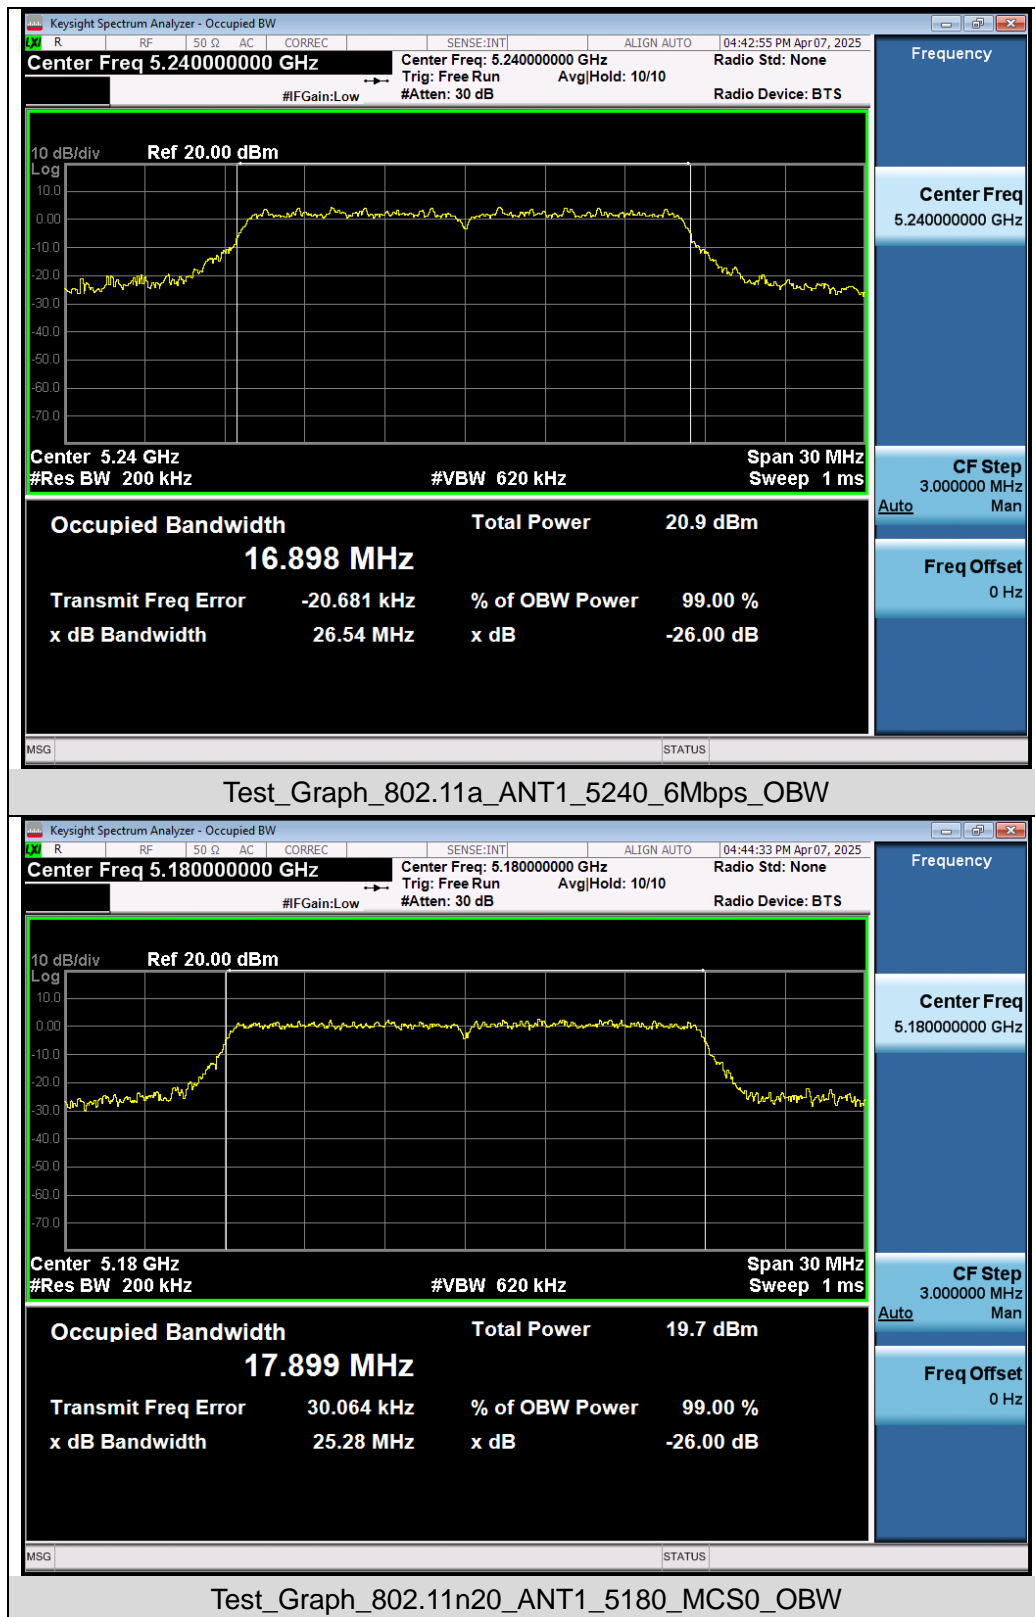 Keysight Spectrum Analyzer - Occupied BW
LXI R RF 50 Ω AC CORREC SENSE:INT ALIGN AUTO 04:42:55 PM Apr 07, 2025
Center Freq 5.240000000 GHz Center Freq: 5.240000000 GHz Radio Std: None
Trig: Free Run Avg|Hold: 10/10
#IFGain:Low #Atten: 30 dB Radio Device: BTS
Frequency
10 dB/div Ref 20.00 dBm
Log
10.0
0.00
-10.0
-20.0
-30.0
-40.0
-50.0
-60.0
-70.0
Center 5.24 GHz Span 30 MHz
#Res BW 200 kHz #VBW 620 kHz Sweep 1 ms
Center Freq
5.240000000 GHz
CF Step
3.000000 MHz
Auto Man
Freq Offset
0 Hz
Occupied Bandwidth Total Power 20.9 dBm
16.898 MHz
Transmit Freq Error -20.681 kHz % of OBW Power 99.00 %
x dB Bandwidth 26.54 MHz x dB -26.00 dB
MSG STATUS
Test_Graph_802.11a_ANT1_5240_6Mbps_OBW
Keysight Spectrum Analyzer - Occupied BW
LXI R RF 50 Ω AC CORREC SENSE:INT ALIGN AUTO 04:44:33 PM Apr 07, 2025
Center Freq 5.180000000 GHz Center Freq: 5.180000000 GHz Radio Std: None
Trig: Free Run Avg|Hold: 10/10
#IFGain:Low #Atten: 30 dB Radio Device: BTS
Frequency
10 dB/div Ref 20.00 dBm
Log
10.0
0.00
-10.0
-20.0
-30.0
-40.0
-50.0
-60.0
-70.0
Center 5.18 GHz Span 30 MHz
#Res BW 200 kHz #VBW 620 kHz Sweep 1 ms
Center Freq
5.180000000 GHz
CF Step
3.000000 MHz
Auto Man
Freq Offset
0 Hz
Occupied Bandwidth Total Power 19.7 dBm
17.899 MHz
Transmit Freq Error 30.064 kHz % of OBW Power 99.00 %
x dB Bandwidth 25.28 MHz x dB -26.00 dB
MSG STATUS
Test_Graph_802.11n20_ANT1_5180_MCS0_OBW